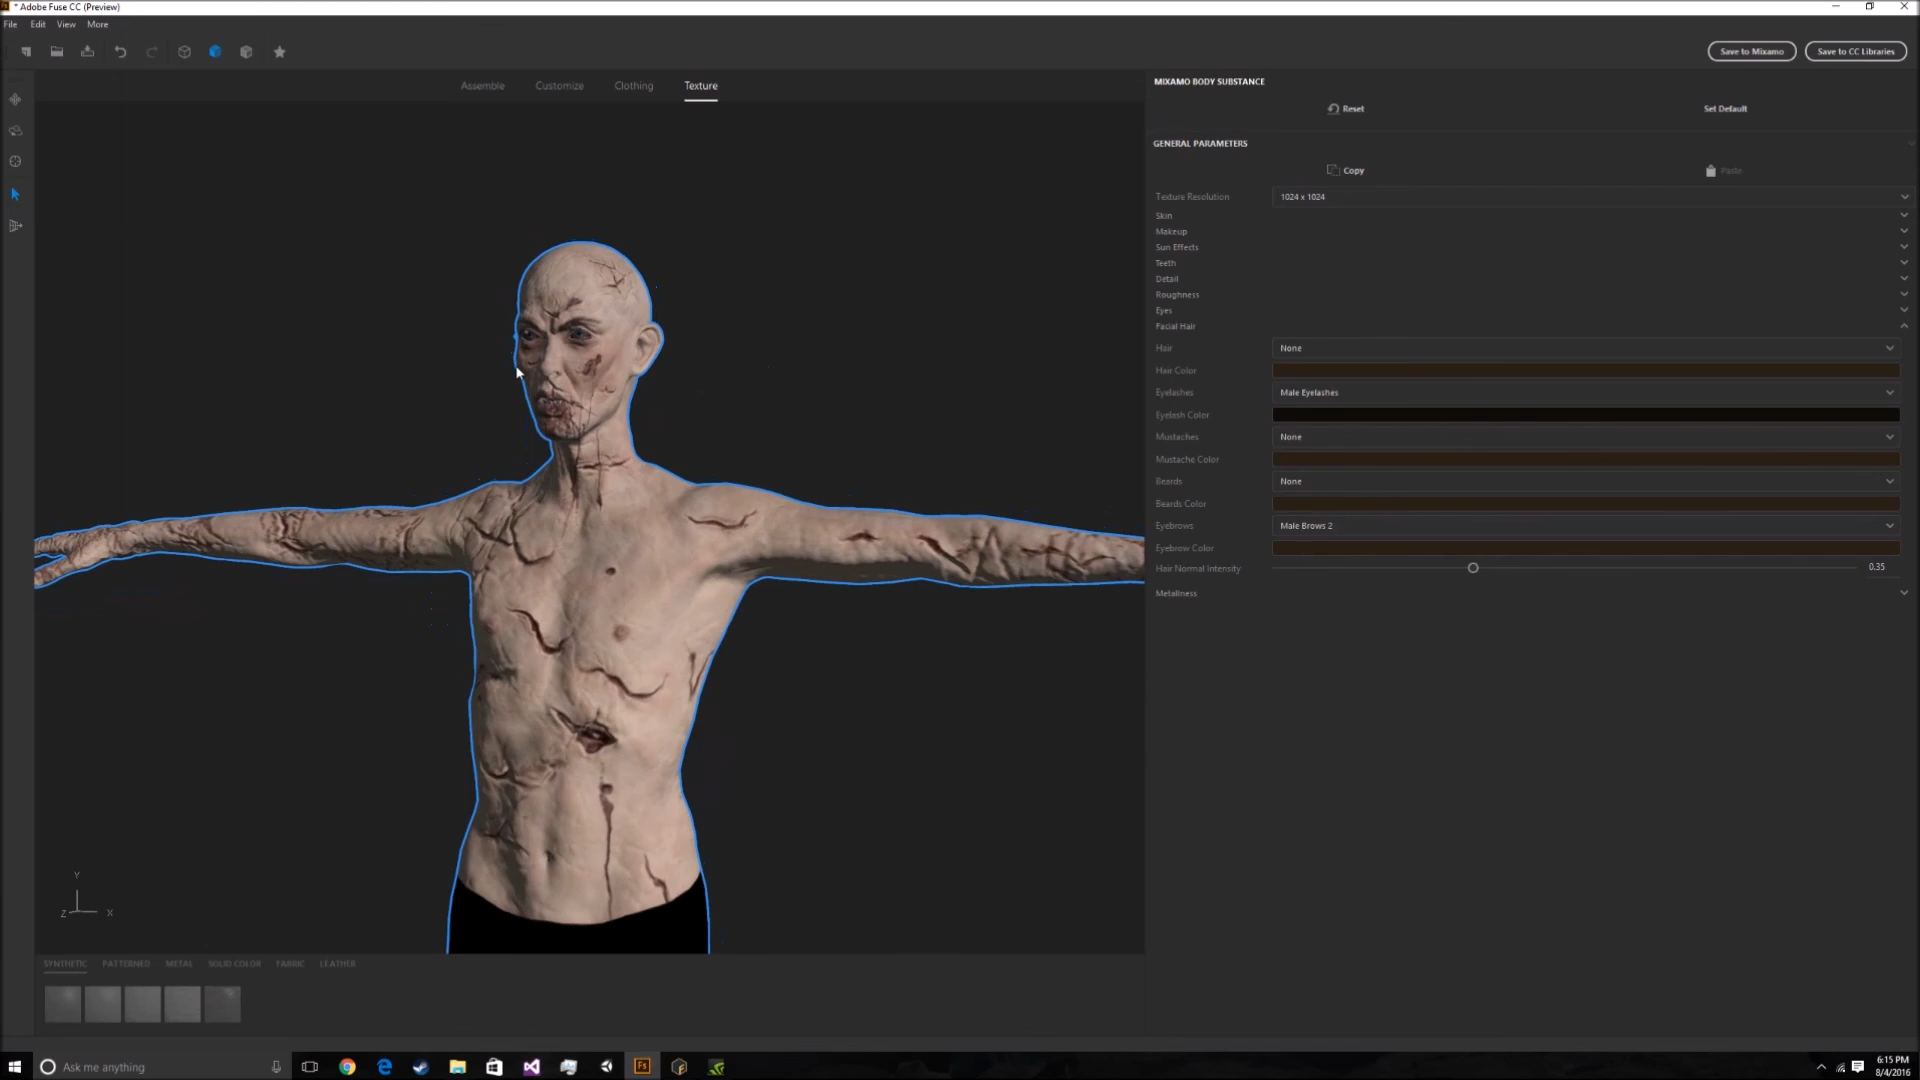 Fs * Adobe Fuse CC (Preview)
File Edit View More
Save to Mixamo Save to CC Libraries
Assemble Customize Clothing Texture
MIXAMO BODY SUBSTANCE
Reset Set Default
GENERAL PARAMETERS
Copy Paste
Texture Resolution 1024 x 1024
Skin
Makeup
Sun Effects
Teeth
Detail
Roughness
Eyes
Facial Hair
Hair None
Hair Color
Eyelashes Male Eyelashes
Eyelash Color
Mustaches None
Mustache Color
Beards None
Beards Color
Eyebrows Male Brows 2
Eyebrow Color
Hair Normal Intensity 0.35
Metallness
Y
Z X
SYNTHETIC PATTERNED METAL SOLID COLOR FABRIC LEATHER
Ask me anything
Fs
6:15 PM
8/4/2016